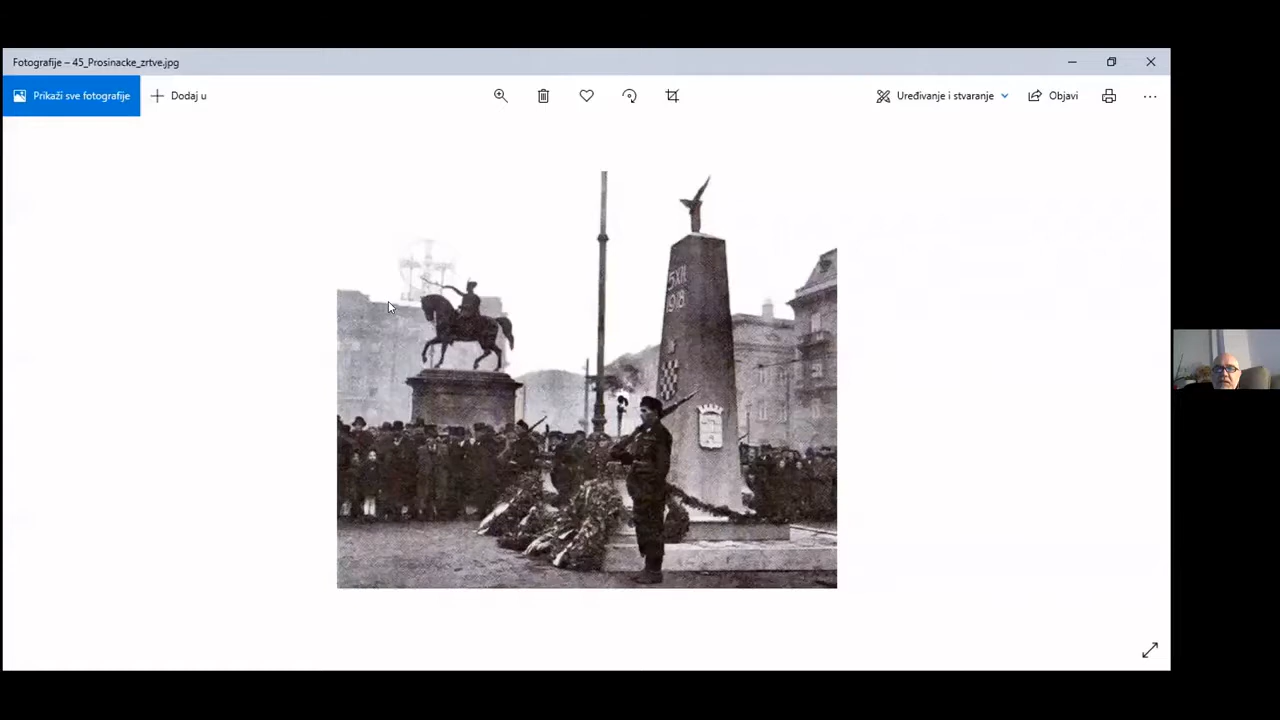 Fotografije – 45_Prosinacke_zrtve.jpg
Prikaži sve fotografije
Dodaj u
Uređivanje i stvaranje
Objavi
5 XII
1918